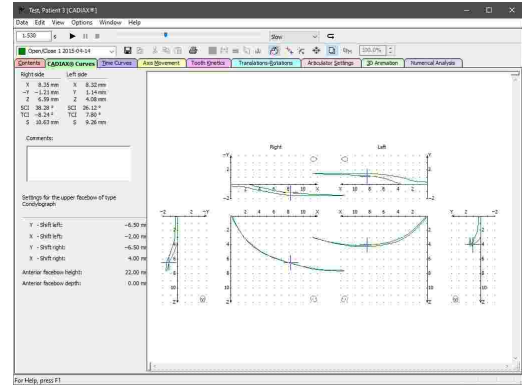 Test, Patient 3 [CADIAX®]
Data Edit View Options Window Help
1-530 s Slow
Open/Close 1 2015-04-14 100.0%
Contents CADIAX® Curves Time Curves Axis Movement Tooth Kinetics Translations-Rotations Articulator Settings 3D Animation Numerical Analysis
Right side Left side
X 8.35 mm X 8.32 mm
-Y -1.21 mm Y 1.14 mm
Z 6.59 mm Z 4.08 mm
SCI 38.28 ° SCI 26.12 °
TCI -8.24 ° TCI 7.80 °
S 10.63 mm S 9.26 mm
Comments:
Settings for the upper facebow of type
Condylograph
Y - Shift left: -6.50 mm
X - Shift left: -2.00 mm
Y - Shift right: -6.50 mm
X - Shift right: 4.00 mm
Anterior facebow height: 22.00 mm
Anterior facebow depth: 0.00 mm
Right Left
For Help, press F1